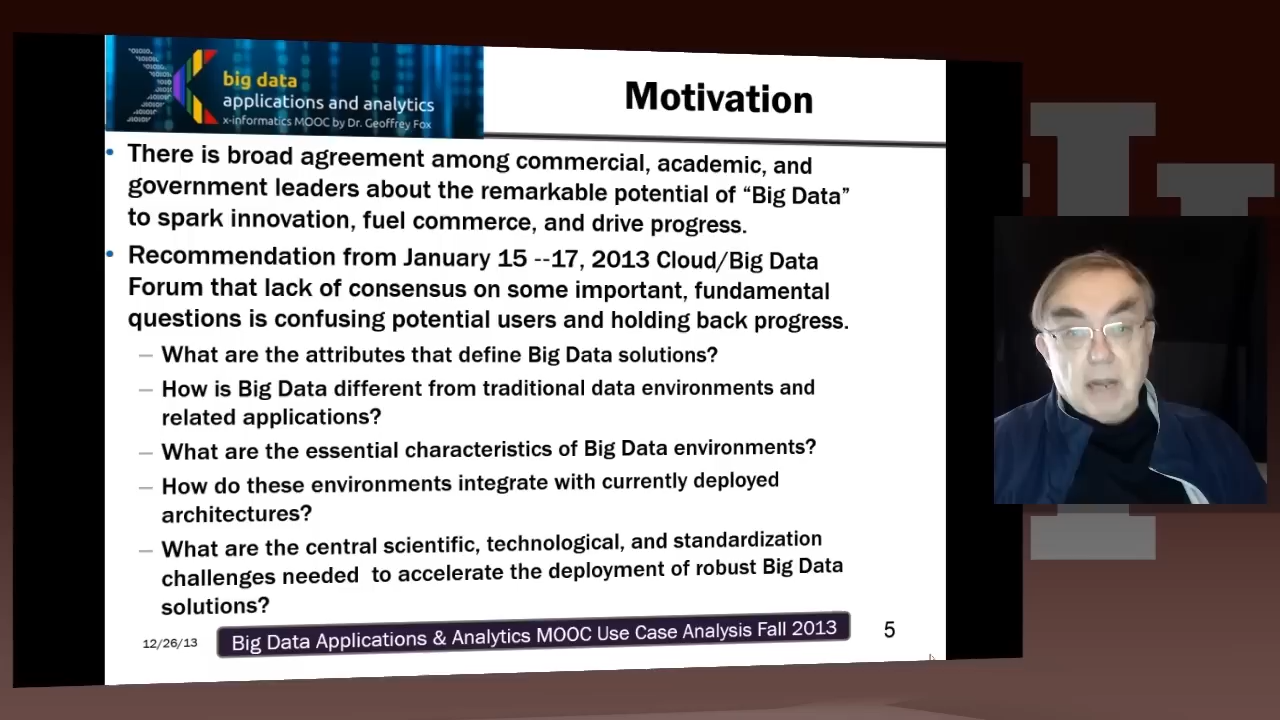 big data
applications and analytics
x-informatics MOOC by Dr. Geoffrey Fox
Motivation
• There is broad agreement among commercial, academic, and
government leaders about the remarkable potential of “Big Data”
to spark innovation, fuel commerce, and drive progress.
• Recommendation from January 15 --17, 2013 Cloud/Big Data
Forum that lack of consensus on some important, fundamental
questions is confusing potential users and holding back progress.
– What are the attributes that define Big Data solutions?
– How is Big Data different from traditional data environments and
related applications?
– What are the essential characteristics of Big Data environments?
– How do these environments integrate with currently deployed
architectures?
– What are the central scientific, technological, and standardization
challenges needed to accelerate the deployment of robust Big Data
solutions?
12/26/13
Big Data Applications & Analytics MOOC Use Case Analysis Fall 2013
5